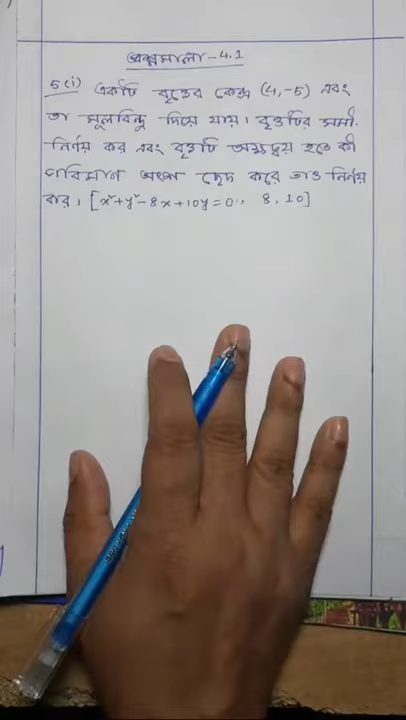 প্রশ্নমালা - 4.1
5(i) একটি বৃত্তের কেন্দ্র (4,-5) এবং
তা মূলবিন্দু দিয়ে যায়। বৃত্তটির সমী.
নির্ণয় কর এবং বৃত্তটি অক্ষদ্বয় হতে কী
পরিমাণ অংশ ছেদ করে তাও নির্ণয়
কর। [x²+y²-8x+10y=0, 8, 10]